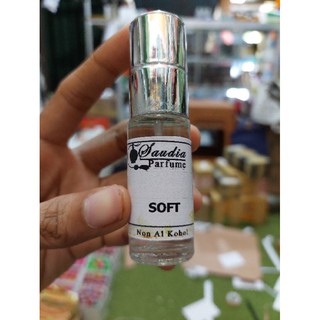 Saudia
Parfume
SOFT
Non Al Kohol